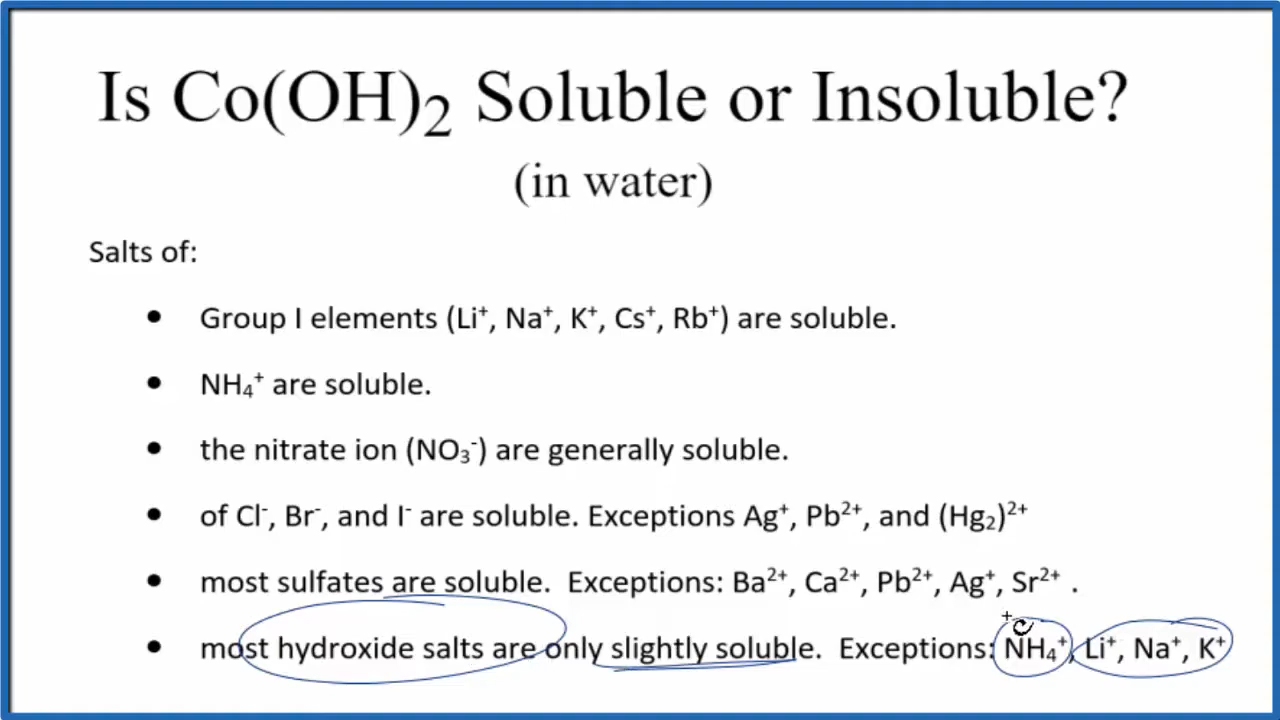 Is Co(OH)₂ Soluble or Insoluble?
(in water)
Salts of:
• Group I elements (Li⁺, Na⁺, K⁺, Cs⁺, Rb⁺) are soluble.
• NH₄⁺ are soluble.
• the nitrate ion (NO₃⁻) are generally soluble.
• of Cl⁻, Br⁻, and I⁻ are soluble. Exceptions Ag⁺, Pb²⁺, and (Hg₂)²⁺
• most sulfates are soluble.  Exceptions: Ba²⁺, Ca²⁺, Pb²⁺, Ag⁺, Sr²⁺ .
• most hydroxide salts are only slightly soluble.  Exceptions: NH₄⁺, Li⁺, Na⁺, K⁺